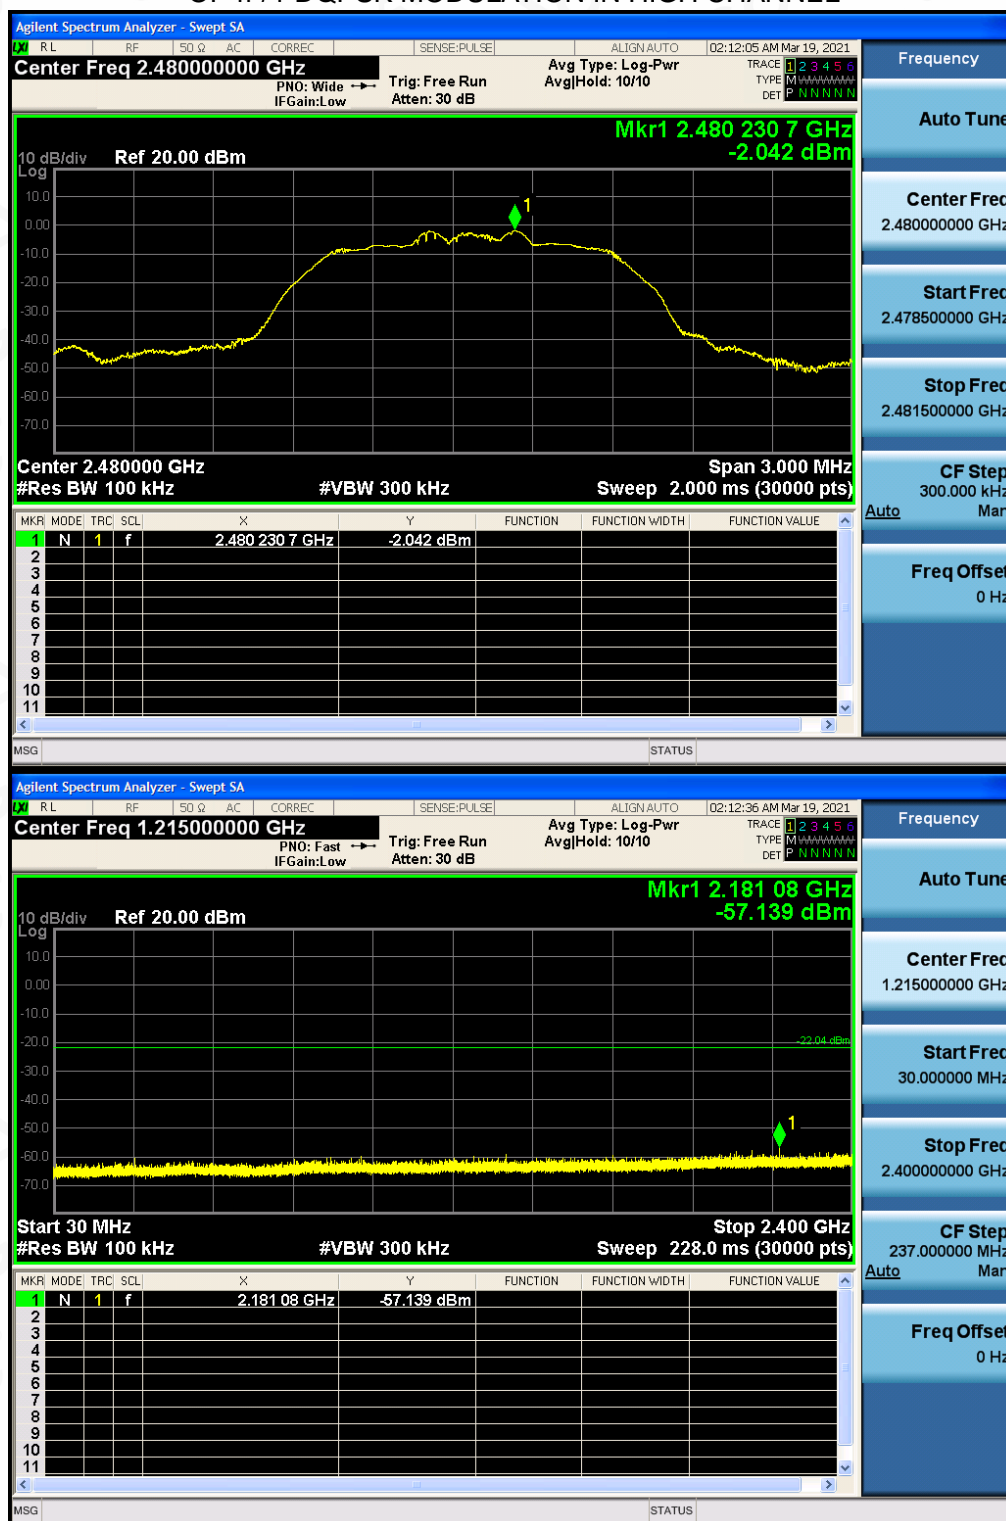 Agilent Spectrum Analyzer - Swept SA
LXI RL RF 50 Ω AC CORREC SENSE:PULSE ALIGN AUTO 02:12:05 AM Mar 19, 2021
Center Freq 2.480000000 GHz
PNO: Wide
IFGain:Low
Trig: Free Run
Atten: 30 dB
Avg Type: Log-Pwr
Avg|Hold: 10/10
TRACE 1 2 3 4 5 6
TYPE M
DET P N N N N N
Mkr1 2.480 230 7 GHz
-2.042 dBm
10 dB/div Ref 20.00 dBm
Log
10.0
0.00
-10.0
-20.0
-30.0
-40.0
-50.0
-60.0
-70.0
1
Center 2.480000 GHz Span 3.000 MHz
#Res BW 100 kHz #VBW 300 kHz Sweep 2.000 ms (30000 pts)
MKR MODE TRC SCL X Y FUNCTION FUNCTION WIDTH FUNCTION VALUE
1 N 1 f 2.480 230 7 GHz -2.042 dBm
2
3
4
5
6
7
8
9
10
11
MSG STATUS
Frequency
Auto Tune
Center Freq
2.480000000 GHz
Start Freq
2.478500000 GHz
Stop Freq
2.481500000 GHz
CF Step
300.000 kHz
Auto Man
Freq Offset
0 Hz
Agilent Spectrum Analyzer - Swept SA
LXI RL RF 50 Ω AC CORREC SENSE:PULSE ALIGN AUTO 02:12:36 AM Mar 19, 2021
Center Freq 1.215000000 GHz
PNO: Fast
IFGain:Low
Trig: Free Run
Atten: 30 dB
Avg Type: Log-Pwr
Avg|Hold: 10/10
TRACE 1 2 3 4 5 6
TYPE M
DET P N N N N N
Mkr1 2.181 08 GHz
-57.139 dBm
10 dB/div Ref 20.00 dBm
Log
10.0
0.00
-10.0
-20.0
-30.0
-40.0
-50.0
-60.0
-70.0
-22.04 dBm
1
Start 30 MHz Stop 2.400 GHz
#Res BW 100 kHz #VBW 300 kHz Sweep 228.0 ms (30000 pts)
MKR MODE TRC SCL X Y FUNCTION FUNCTION WIDTH FUNCTION VALUE
1 N 1 f 2.181 08 GHz -57.139 dBm
2
3
4
5
6
7
8
9
10
11
MSG STATUS
Frequency
Auto Tune
Center Freq
1.215000000 GHz
Start Freq
30.000000 MHz
Stop Freq
2.400000000 GHz
CF Step
237.000000 MHz
Auto Man
Freq Offset
0 Hz